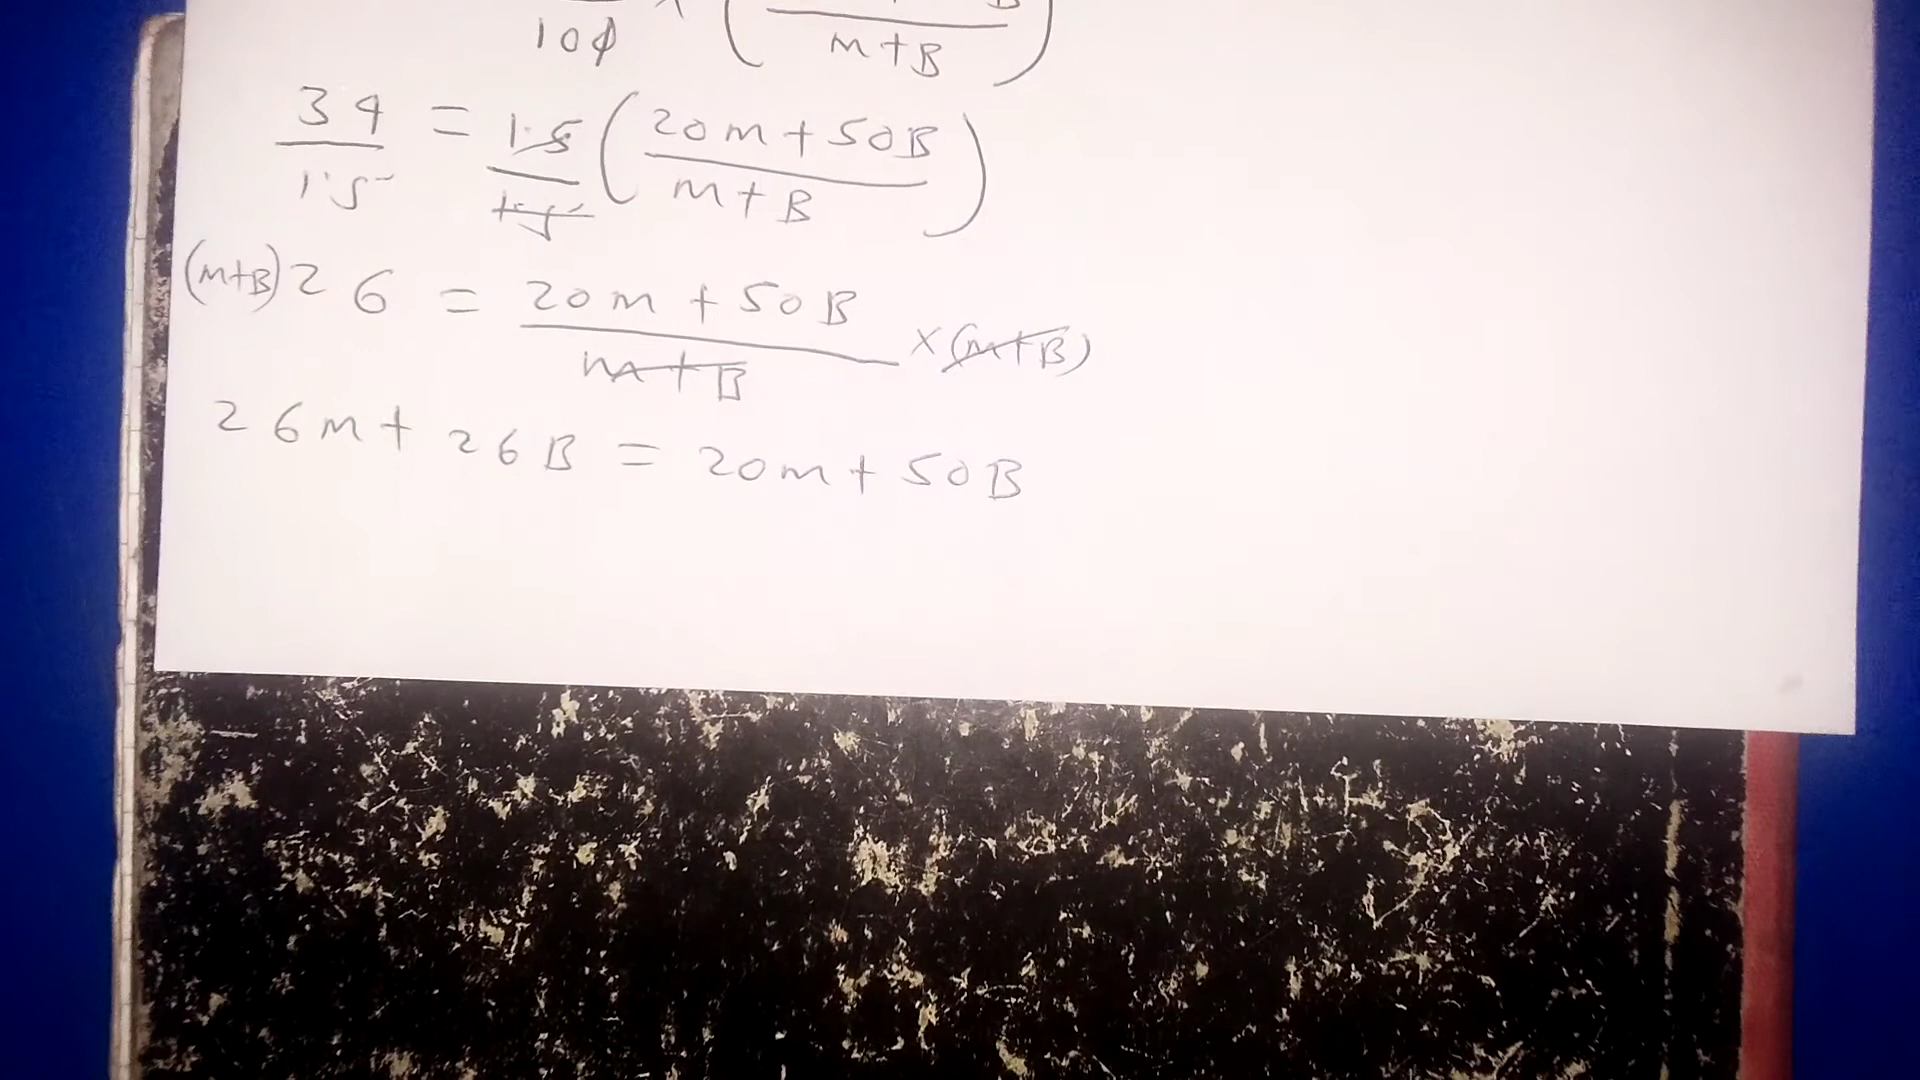 100 × ( B / m+B )
39/1.5 = 1.5/1.5 ( 20m+50B / m+B )
(m+B) 26 = 20m + 50B / m+B × (m+B)
26m + 26B = 20m + 50B